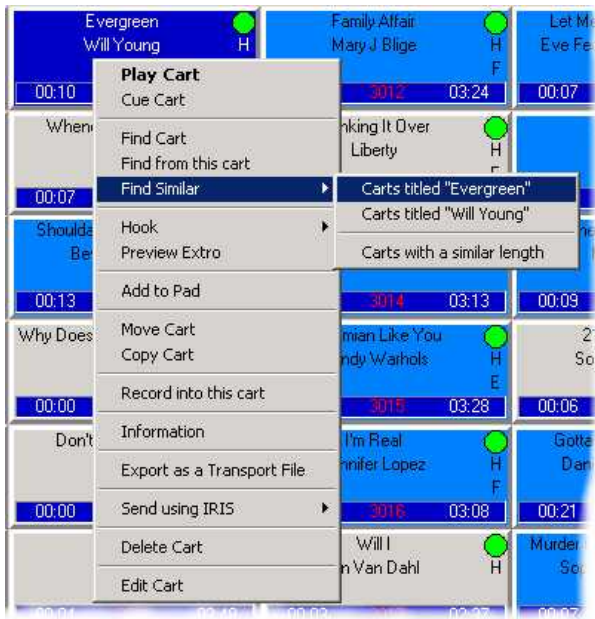 Evergreen
Will Young H
00:10
Family Affair
Mary J Blige H
F
3012 03:24
Let M
Eve Fe
00:07
Play Cart
Cue Cart
Find Cart
Find from this cart
Find Similar
Hook
Preview Extro
Add to Pad
Move Cart
Copy Cart
Record into this cart
Information
Export as a Transport File
Send using IRIS
Delete Cart
Edit Cart
Carts titled "Evergreen"
Carts titled "Will Young"
Carts with a similar length
When
00:07
nking It Over
Liberty H
Shoulda
Be
00:13
3014 03:13
00:09
Why Does
00:00
mian Like You
ndy Warhols H
E
3015 03:28
2
So
00:06
Don't
00:00
I'm Real
nnifer Lopez H
F
3016 03:08
Gotta
Dan
00:21
Will I
n Van Dahl H
Murder
So